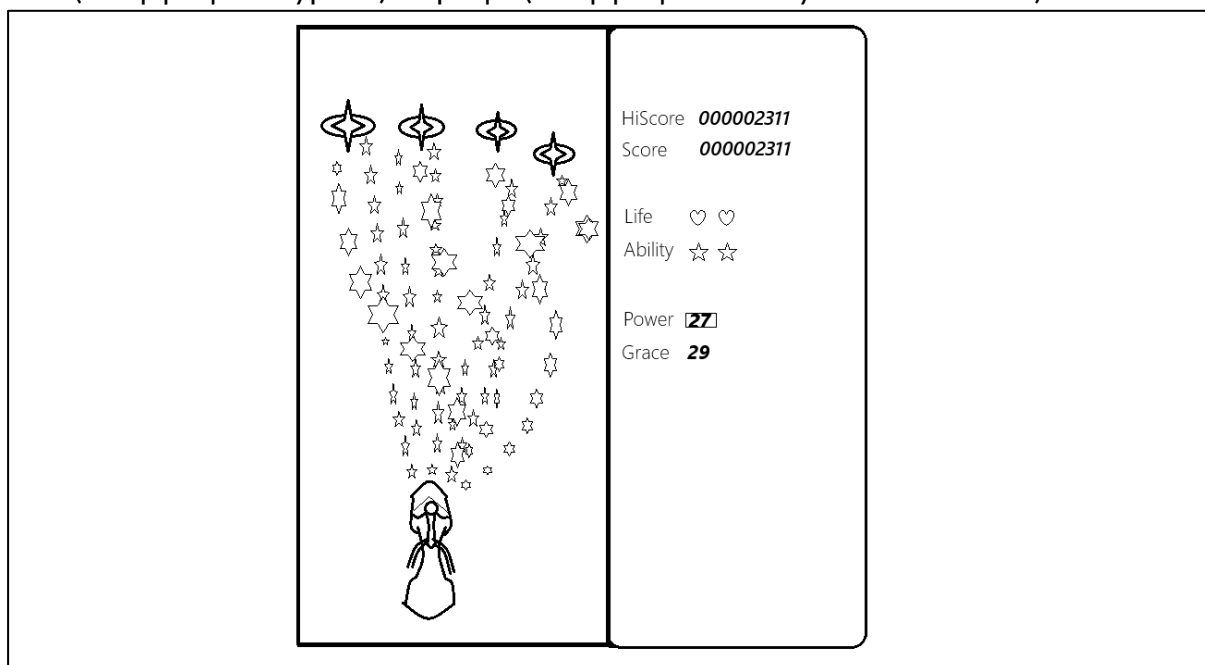 HiScore 000002311
Score 000002311
Life
Ability
Power 27
Grace 29